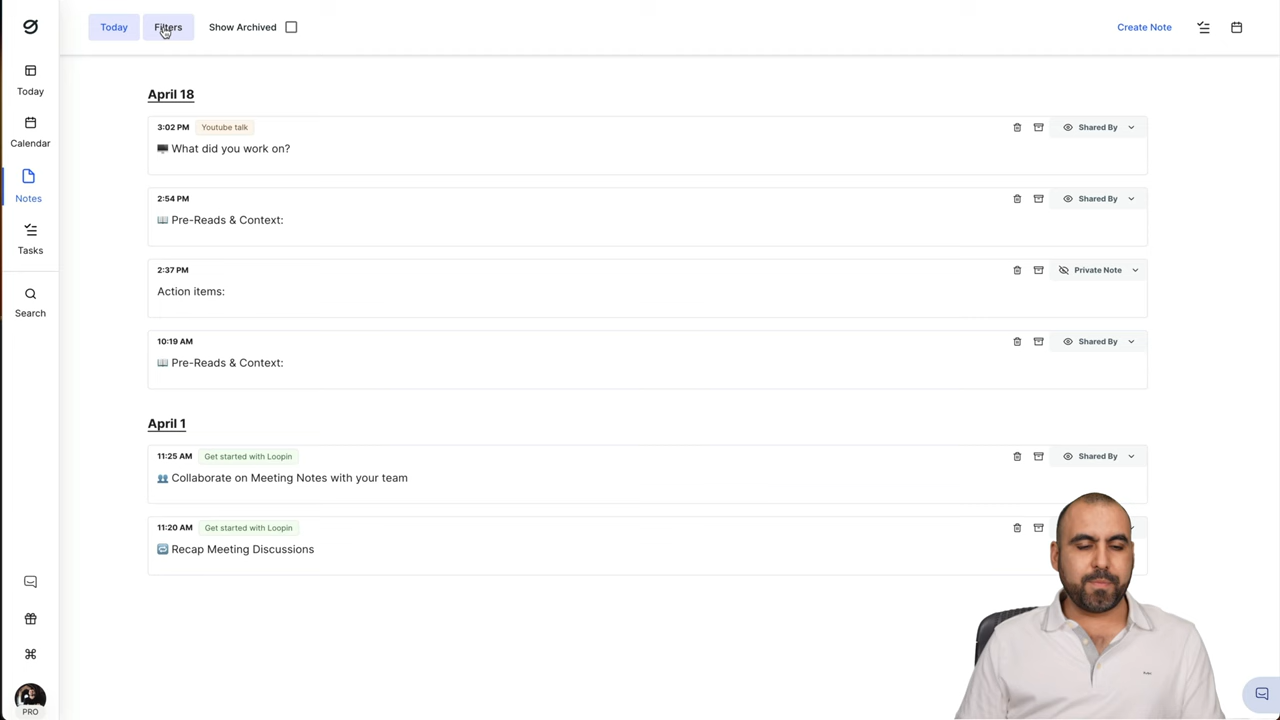 Today
Filters
Show Archived
Create Note
Today
Calendar
Notes
Tasks
Search
PRO
April 18
3:02 PM Youtube talk
Shared By
What did you work on?
2:54 PM
Shared By
Pre-Reads & Context:
2:37 PM
Private Note
Action items:
10:19 AM
Shared By
Pre-Reads & Context:
April 1
11:25 AM Get started with Loopin
Shared By
Collaborate on Meeting Notes with your team
11:20 AM Get started with Loopin
Recap Meeting Discussions